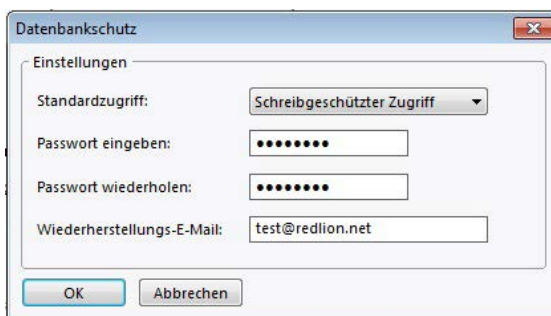 Datenbankschutz
Einstellungen
Standardzugriff: Schreibgeschützter Zugriff
Passwort eingeben: ●●●●●●●●
Passwort wiederholen: ●●●●●●●●
Wiederherstellungs-E-Mail: test@redlion.net
OK Abbrechen